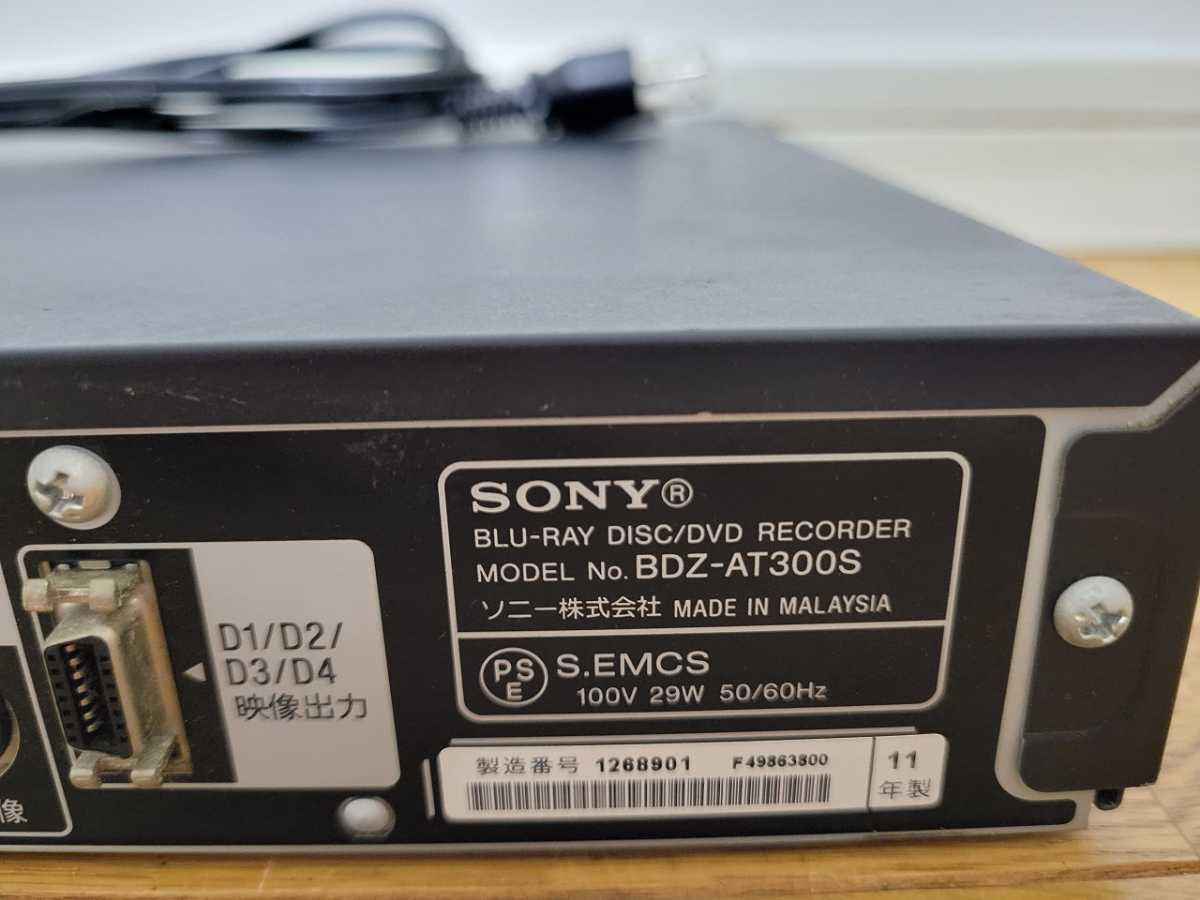 SONY®
BLU-RAY DISC/DVD RECORDER
MODEL No. BDZ-AT300S
ソニー株式会社 MADE IN MALAYSIA
PS
E
S.EMCS
100V 29W 50/60Hz
製造番号 1268901 F49863800
11
年製
D1/D2/
D3/D4
映像出力
像